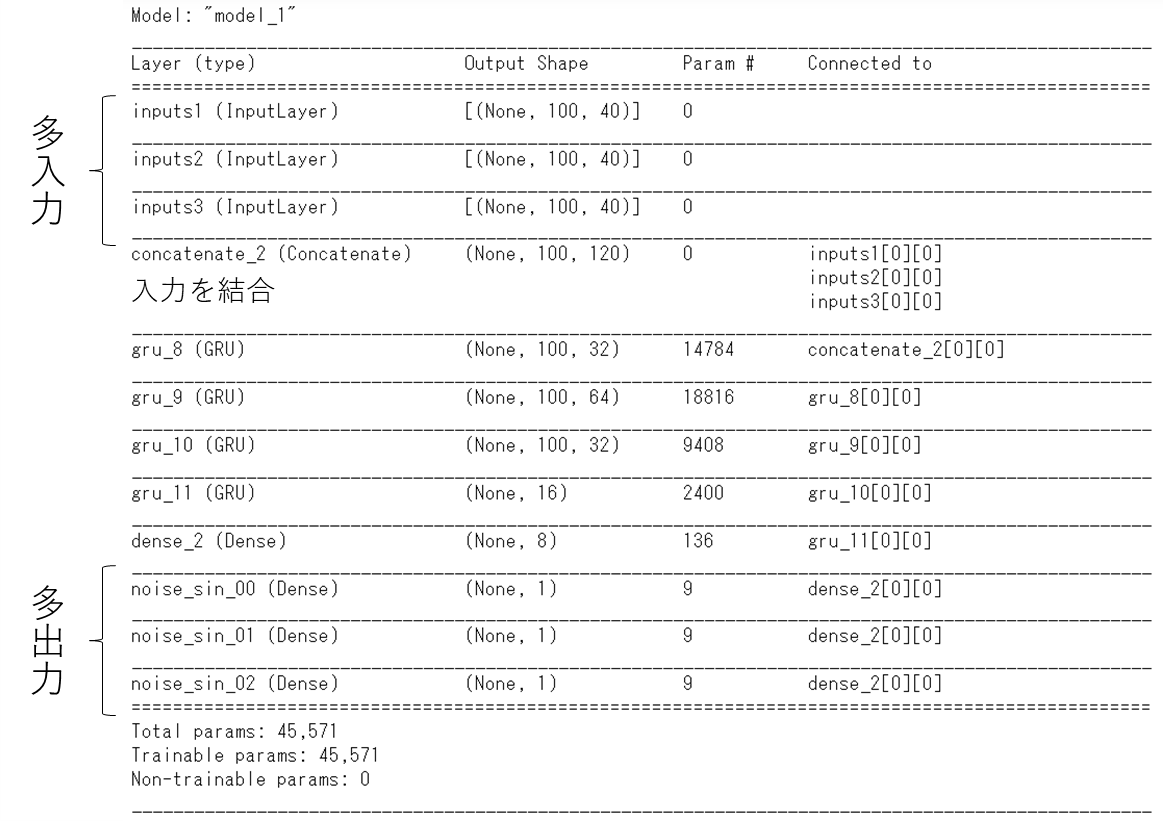 Model: "model_1"
Layer (type) Output Shape Param # Connected to
多入力
inputs1 (InputLayer) [(None, 100, 40)] 0
inputs2 (InputLayer) [(None, 100, 40)] 0
inputs3 (InputLayer) [(None, 100, 40)] 0
concatenate_2 (Concatenate) (None, 100, 120) 0 inputs1[0][0]
inputs2[0][0]
入力を結合
inputs3[0][0]
gru_8 (GRU) (None, 100, 32) 14784 concatenate_2[0][0]
gru_9 (GRU) (None, 100, 64) 18816 gru_8[0][0]
gru_10 (GRU) (None, 100, 32) 9408 gru_9[0][0]
gru_11 (GRU) (None, 16) 2400 gru_10[0][0]
dense_2 (Dense) (None, 8) 136 gru_11[0][0]
多出力
noise_sin_00 (Dense) (None, 1) 9 dense_2[0][0]
noise_sin_01 (Dense) (None, 1) 9 dense_2[0][0]
noise_sin_02 (Dense) (None, 1) 9 dense_2[0][0]
Total params: 45,571
Trainable params: 45,571
Non-trainable params: 0